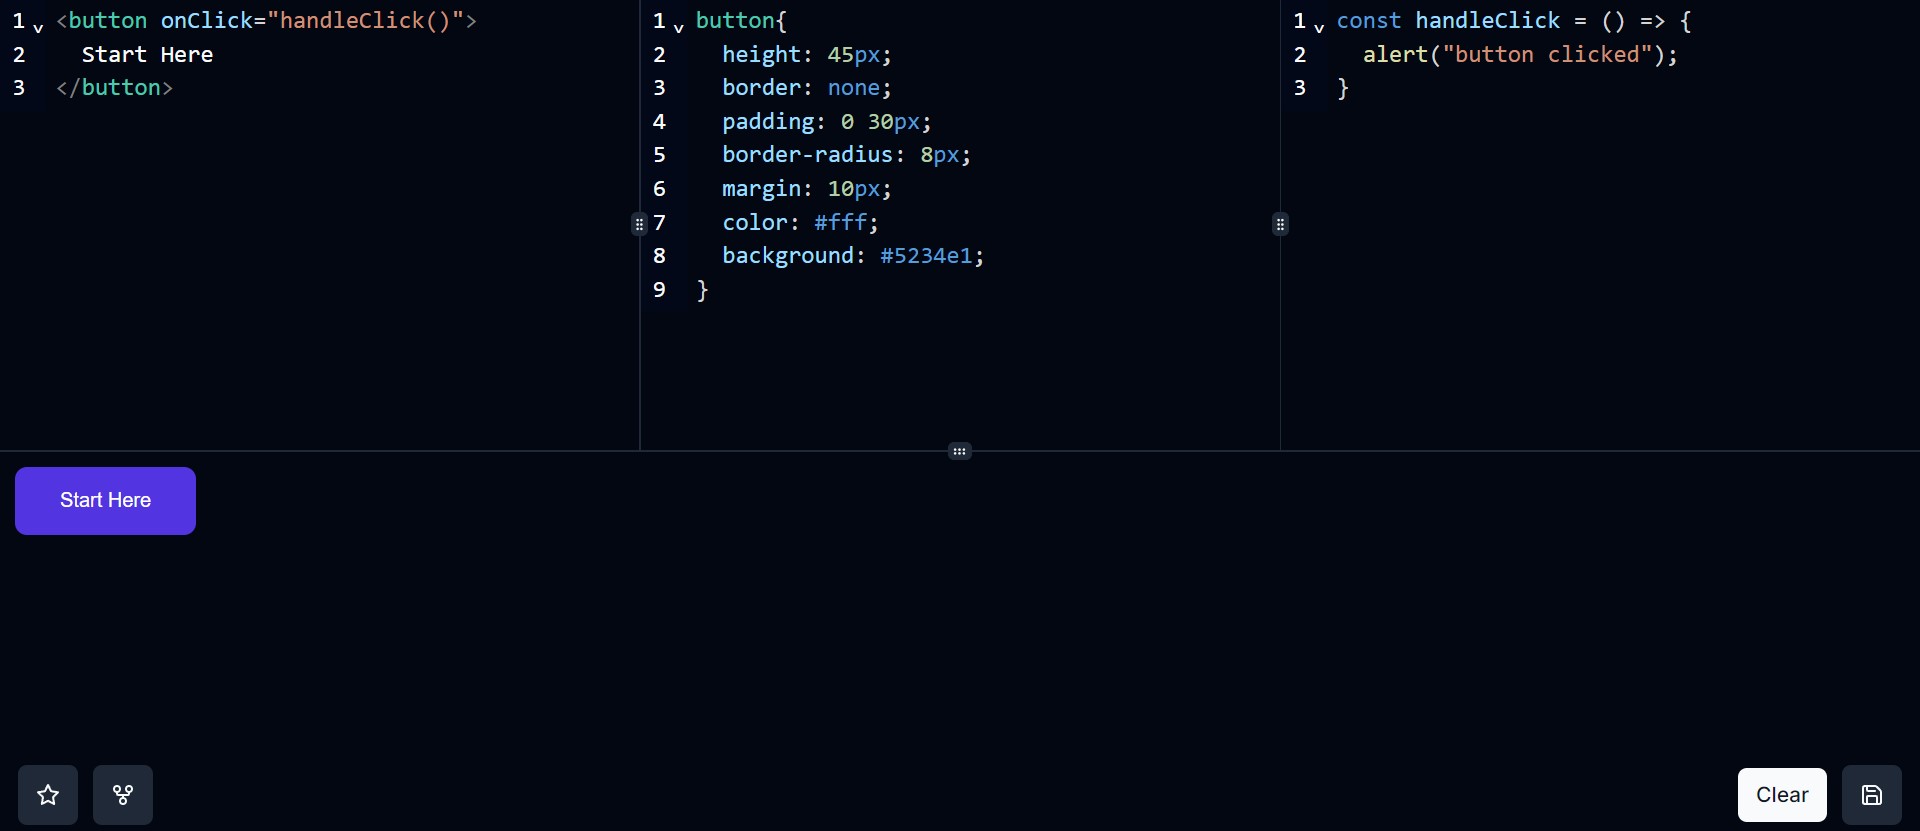 1 <button onClick="handleClick()">
2 Start Here
3 </button>
1 button{
2 height: 45px;
3 border: none;
4 padding: 0 30px;
5 border-radius: 8px;
6 margin: 10px;
7 color: #fff;
8 background: #5234e1;
9 }
1 const handleClick = () => {
2 alert("button clicked");
3 }
Start Here
Clear